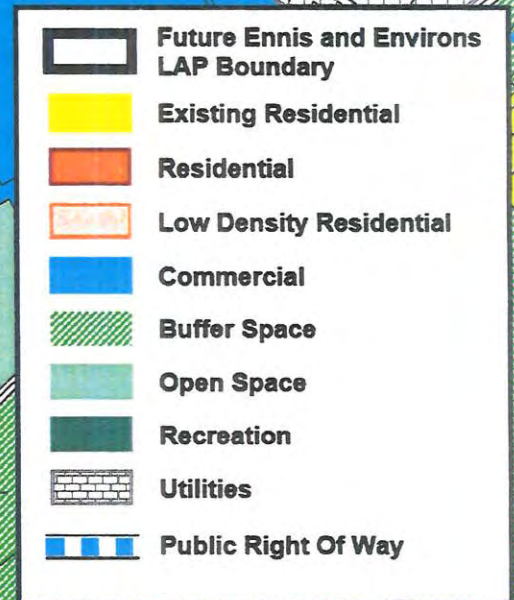 Future Ennis and Environs
LAP Boundary
Existing Residential
Residential
Low Density Residential
Commercial
Buffer Space
Open Space
Recreation
Utilities
Public Right Of Way